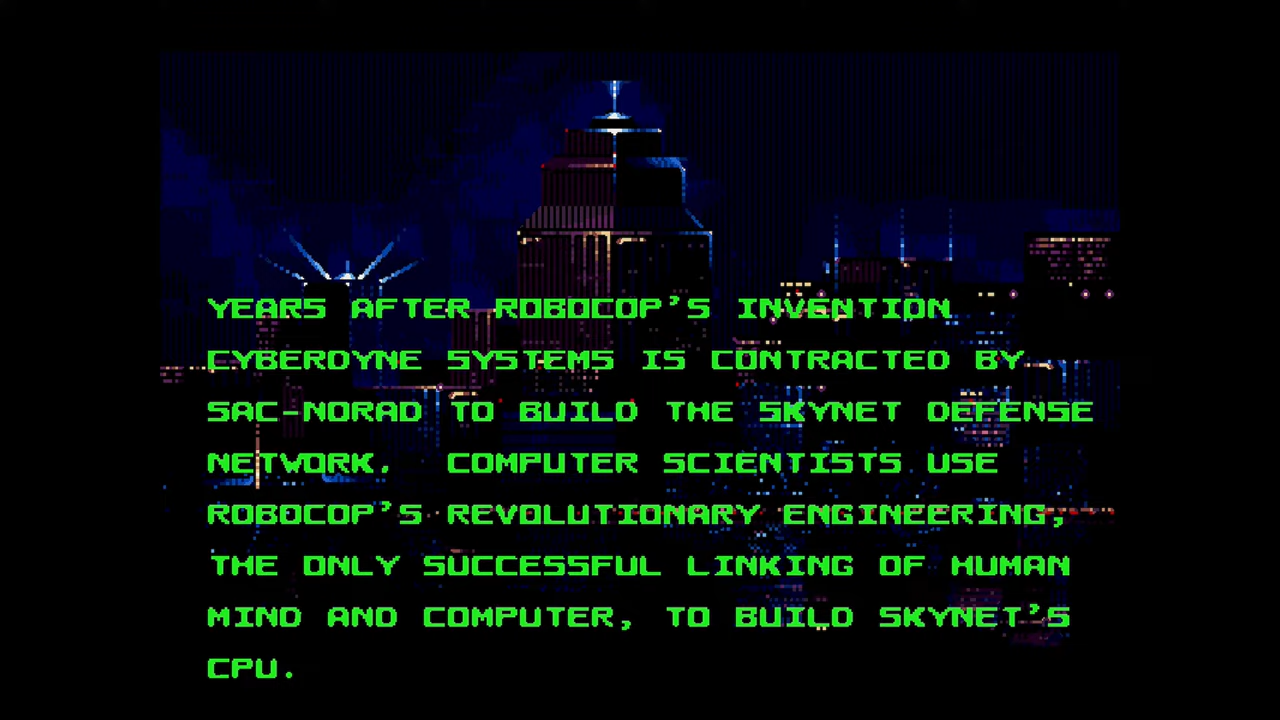 YEARS AFTER ROBOCOP'S INVENTION
CYBERDYNE SYSTEMS IS CONTRACTED BY
SAC-NORAD TO BUILD THE SKYNET DEFENSE
NETWORK.  COMPUTER SCIENTISTS USE
ROBOCOP'S REVOLUTIONARY ENGINEERING,
THE ONLY SUCCESSFUL LINKING OF HUMAN
MIND AND COMPUTER, TO BUILD SKYNET'S
CPU.